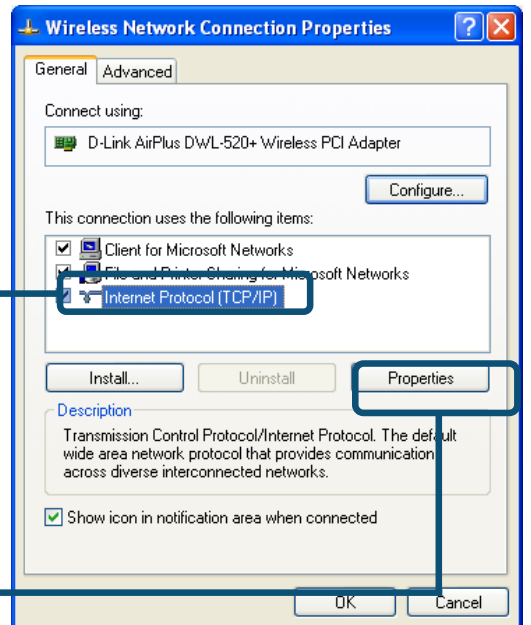 Wireless Network Connection Properties
General Advanced
Connect using:
D-Link AirPlus DWL-520+ Wireless PCI Adapter
Configure...
This connection uses the following items:
Client for Microsoft Networks
File and Printer Sharing for Microsoft Networks
Internet Protocol (TCP/IP)
Install... Uninstall Properties
Description
Transmission Control Protocol/Internet Protocol. The default
wide area network protocol that provides communication
across diverse interconnected networks.
Show icon in notification area when connected
OK Cancel